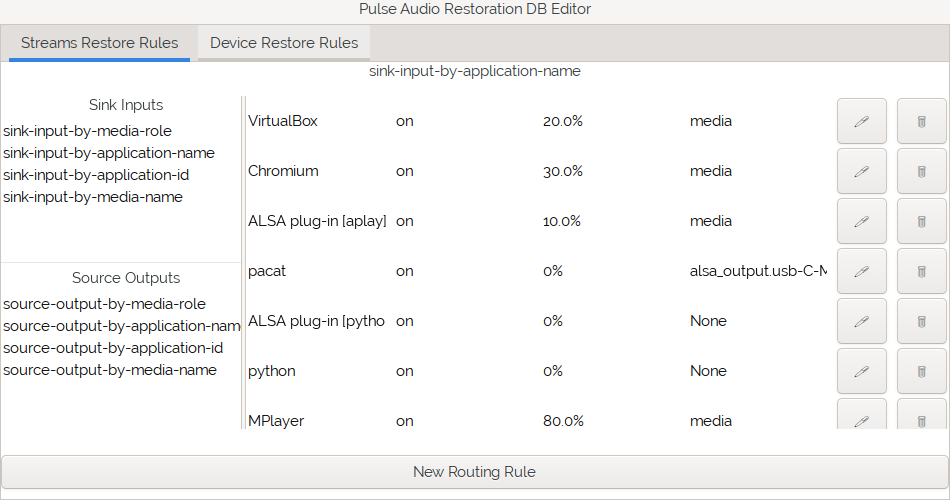 Pulse Audio Restoration DB Editor
Streams Restore Rules Device Restore Rules
sink-input-by-application-name
Sink Inputs
sink-input-by-media-role
sink-input-by-application-name
sink-input-by-application-id
sink-input-by-media-name
Source Outputs
source-output-by-media-role
source-output-by-application-nam
source-output-by-application-id
source-output-by-media-name
VirtualBox on 20.0% media
Chromium on 30.0% media
ALSA plug-in [aplay] on 10.0% media
pacat on 0% alsa_output.usb-C-M
ALSA plug-in [pytho on 0% None
python on 0% None
MPlayer on 80.0% media
New Routing Rule